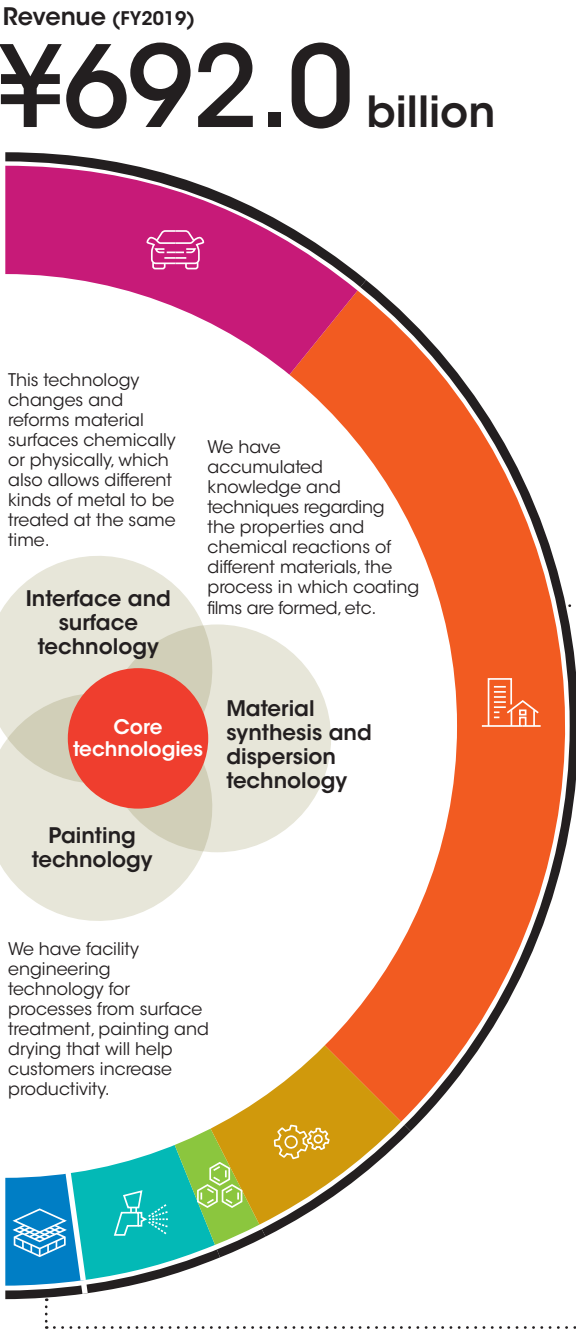 Revenue (FY2019)
¥692.0 billion
This technology
changes and
reforms material
surfaces chemically
or physically, which
also allows different
kinds of metal to be
treated at the same
time.
We have
accumulated
knowledge and
techniques regarding
the properties and
chemical reactions of
different materials, the
process in which coating
films are formed, etc.
Interface and
surface
technology
Core
technologies
Material
synthesis and
dispersion
technology
Painting
technology
We have facility
engineering
technology for
processes from surface
treatment, painting and
drying that will help
customers increase
productivity.